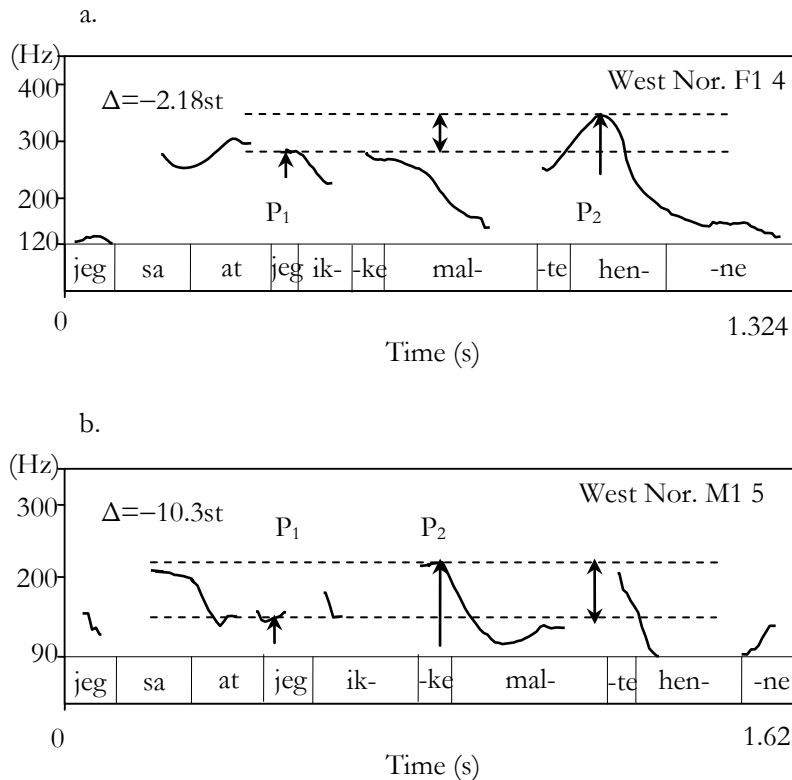 a.
(Hz)
West Nor. F1 4
400
Δ=−2.18st
300
200
P₁
P₂
120
jeg sa at jeg ik- -ke mal- -te hen- -ne
0
1.324
Time (s)
b.
(Hz)
West Nor. M1 5
300
Δ=−10.3st
P₁
P₂
200
90
jeg sa at jeg ik- -ke mal- -te hen- -ne
0
1.62
Time (s)